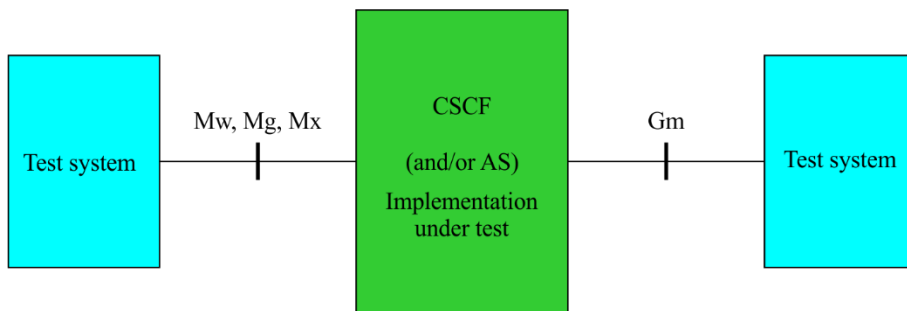 Test system
Mw, Mg, Mx
CSCF
(and/or AS)
Implementation
under test
Gm
Test system